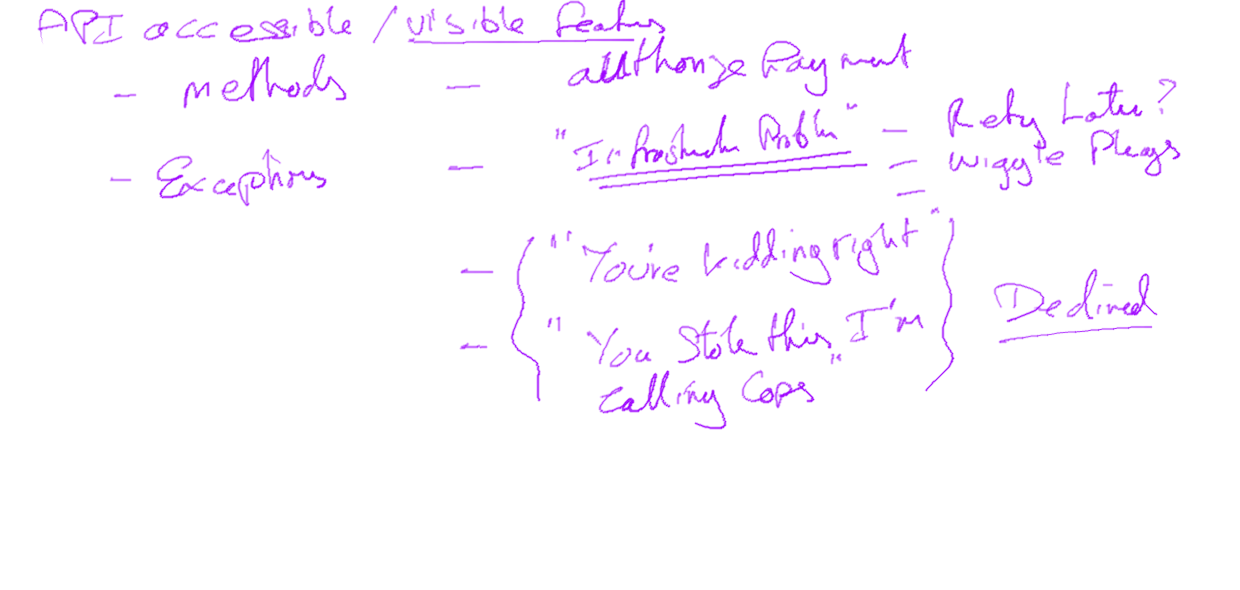 API accessible / visible Features
- methods - authorize Payment
- Exceptions - "Infrastructure Problem" - Retry Later?
- wiggle Plugs
-
- "You're kidding right"
- "You Stole this, I'm calling Cops"
Declined